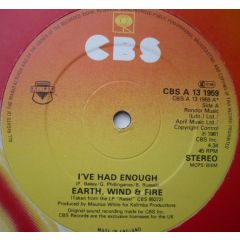 CBS
CBS A 13 1959
CBS A 13 1959 A*
Side A
Rondor Music
(Ldn.) Ltd./
April Music Ltd./
Copyright Control
℗ 1981
CBS Inc.
4.34
45 RPM
STEREO
MCPS/BIEM
I'VE HAD ENOUGH
(P. Bailey/G. Phillinganes/B. Russell)
EARTH, WIND & FIRE
(Taken from the LP "Raise!" CBS 85272)
Produced by Maurice White for Kalimba Productions
Original sound recording made by CBS Inc.
CBS Records are the exclusive licensees for the UK
MADE IN ENGLAND